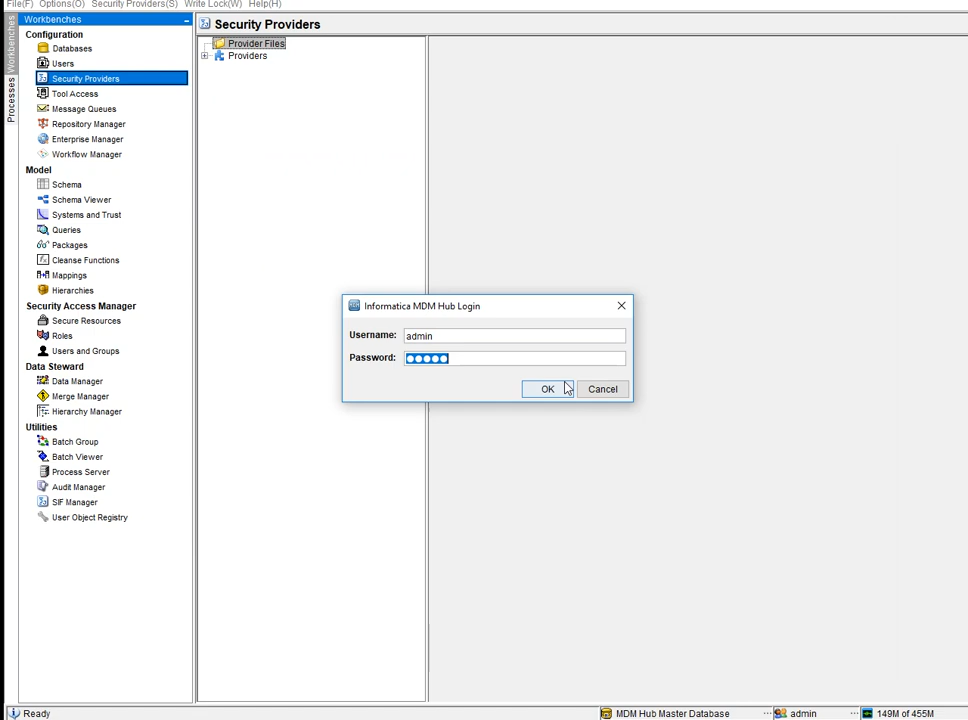 File(F) Options(O) Security Providers(S) Write Lock(W) Help(H)
Workbenches
Processes
Workbenches
Configuration
Databases
Users
Security Providers
Tool Access
Message Queues
Repository Manager
Enterprise Manager
Workflow Manager
Model
Schema
Schema Viewer
Systems and Trust
Queries
Packages
Cleanse Functions
Mappings
Hierarchies
Security Access Manager
Secure Resources
Roles
Users and Groups
Data Steward
Data Manager
Merge Manager
Hierarchy Manager
Utilities
Batch Group
Batch Viewer
Process Server
Audit Manager
SIF Manager
User Object Registry
Security Providers
Provider Files
Providers
Informatica MDM Hub Login
Username: admin
Password:
OK Cancel
Ready MDM Hub Master Database ... admin ... 149M of 455M